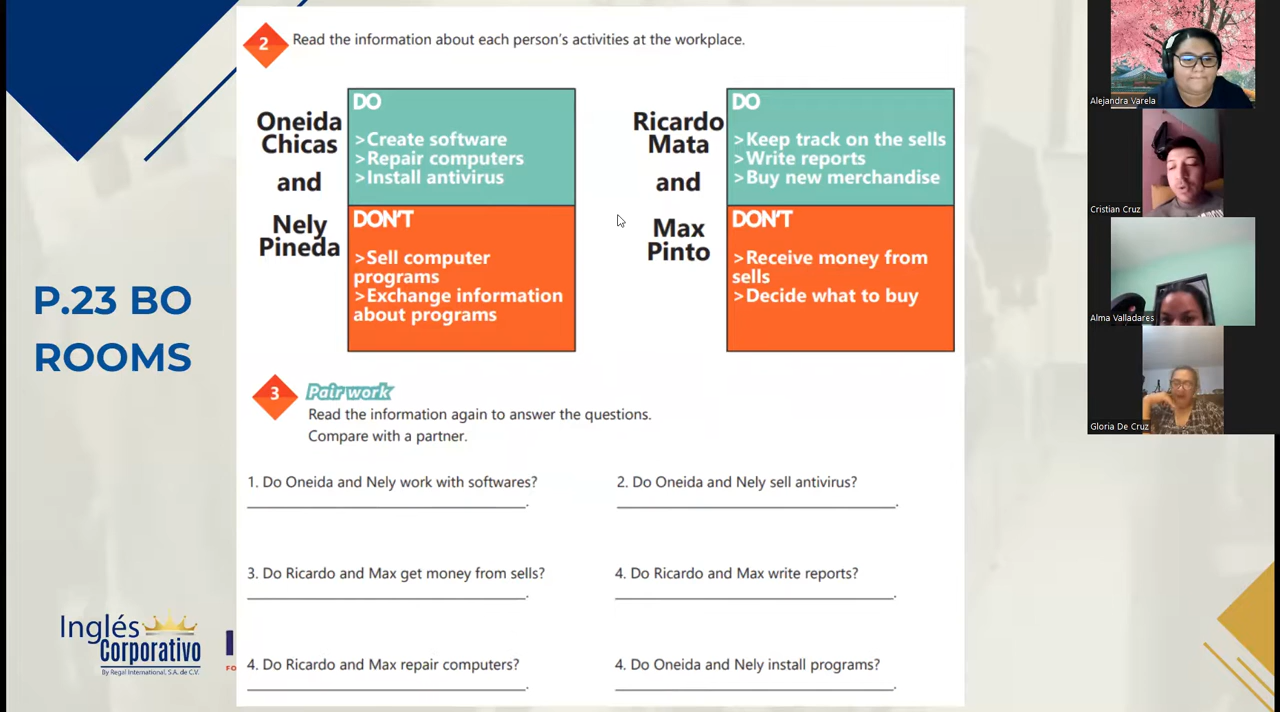 P.23 BO
ROOMS
Inglés
Corporativo
By Regal International, S.A. de C.V.
2
Read the information about each person's activities at the workplace.
Oneida
Chicas
and
Nely
Pineda
DO
>Create software
>Repair computers
>Install antivirus
DON'T
>Sell computer
programs
>Exchange information
about programs
Ricardo
Mata
and
Max
Pinto
DO
>Keep track on the sells
>Write reports
>Buy new merchandise
DON'T
>Receive money from
sells
>Decide what to buy
3
Pair work
Read the information again to answer the questions.
Compare with a partner.
1. Do Oneida and Nely work with softwares?
2. Do Oneida and Nely sell antivirus?
3. Do Ricardo and Max get money from sells?
4. Do Ricardo and Max write reports?
4. Do Ricardo and Max repair computers?
4. Do Oneida and Nely install programs?
Alejandra Varela
Cristian Cruz
Alma Valladares
Gloria De Cruz